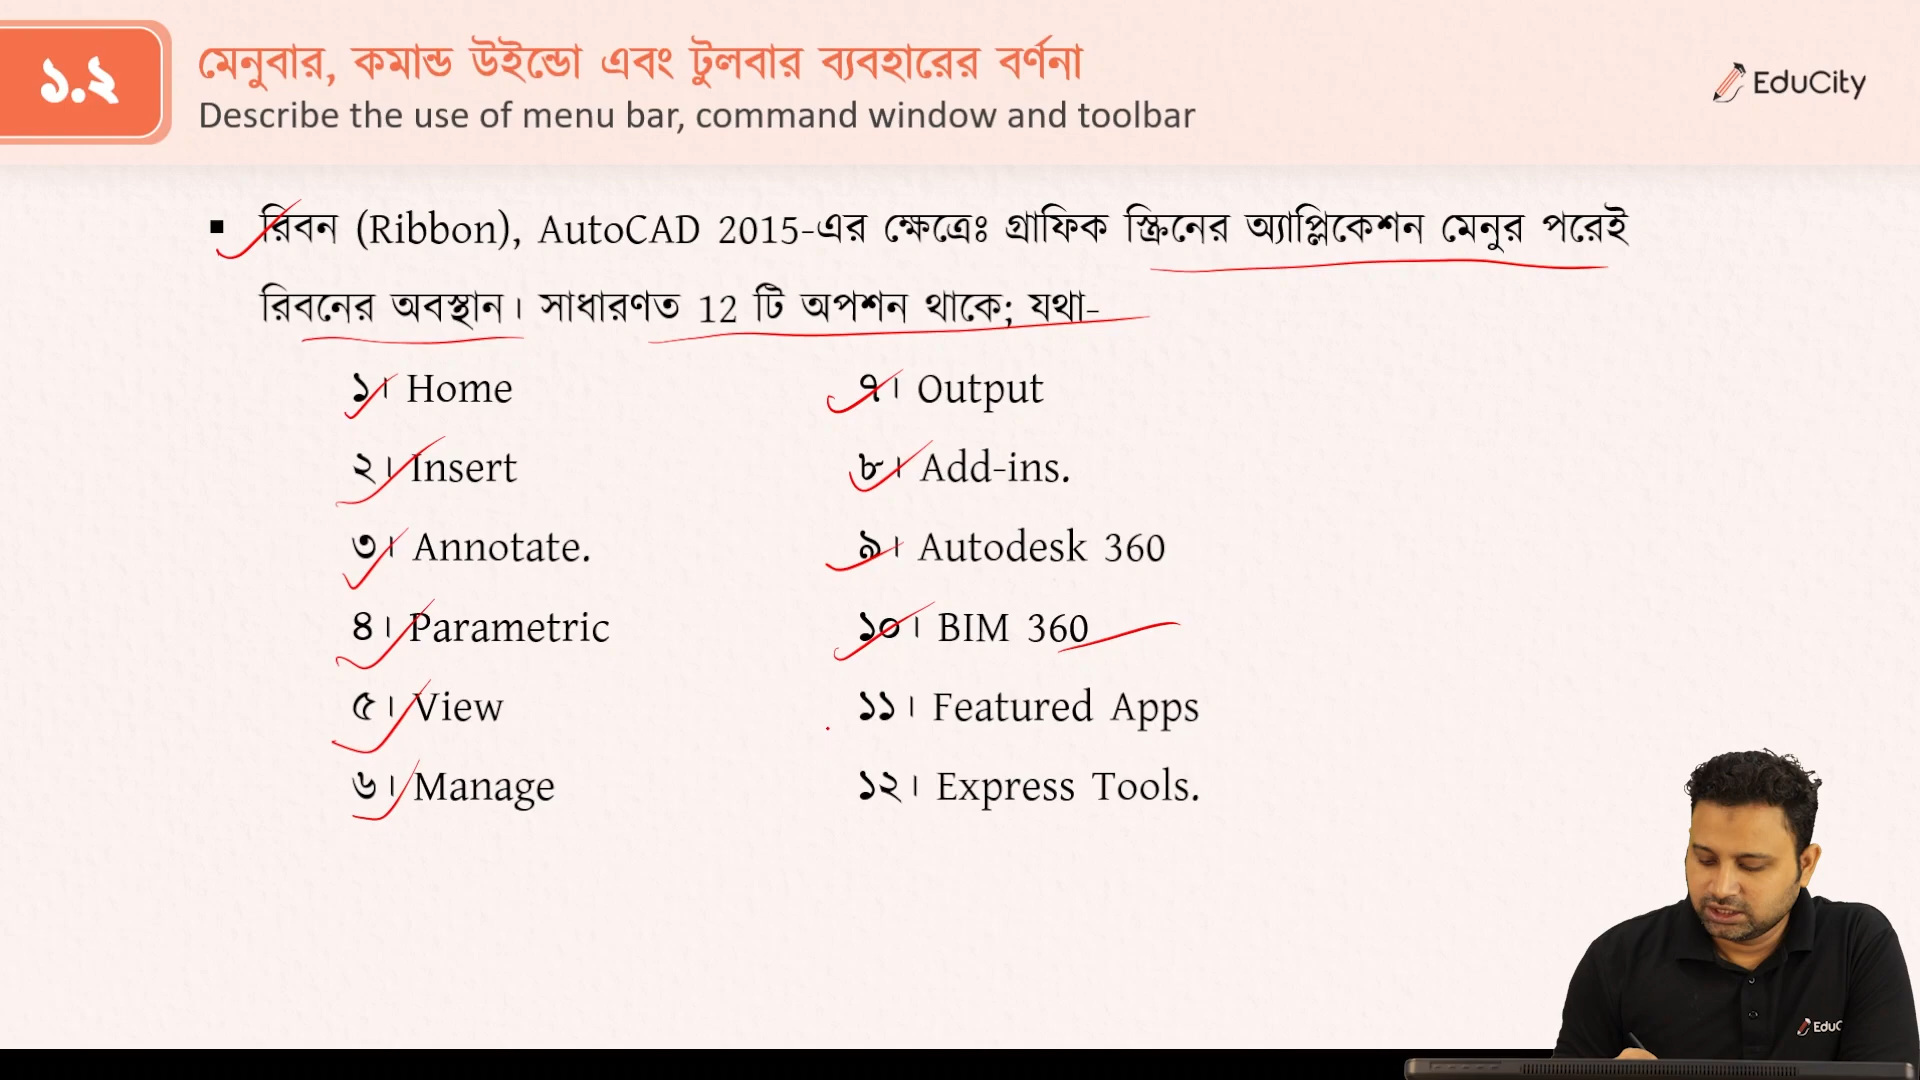 ১.২
মেনুবার, কমান্ড উইন্ডো এবং টুলবার ব্যবহারের বর্ণনা
Describe the use of menu bar, command window and toolbar
EduCity
▪ রিবন (Ribbon), AutoCAD 2015-এর ক্ষেত্রেঃ গ্রাফিক স্ক্রিনের অ্যাপ্লিকেশন মেনুর পরেই
রিবনের অবস্থান। সাধারণত 12 টি অপশন থাকে; যথা-
১। Home
২। Insert
৩। Annotate.
৪। Parametric
৫। View
৬। Manage
৭। Output
৮। Add-ins.
৯। Autodesk 360
১০। BIM 360
১১। Featured Apps
১২। Express Tools.
EduC